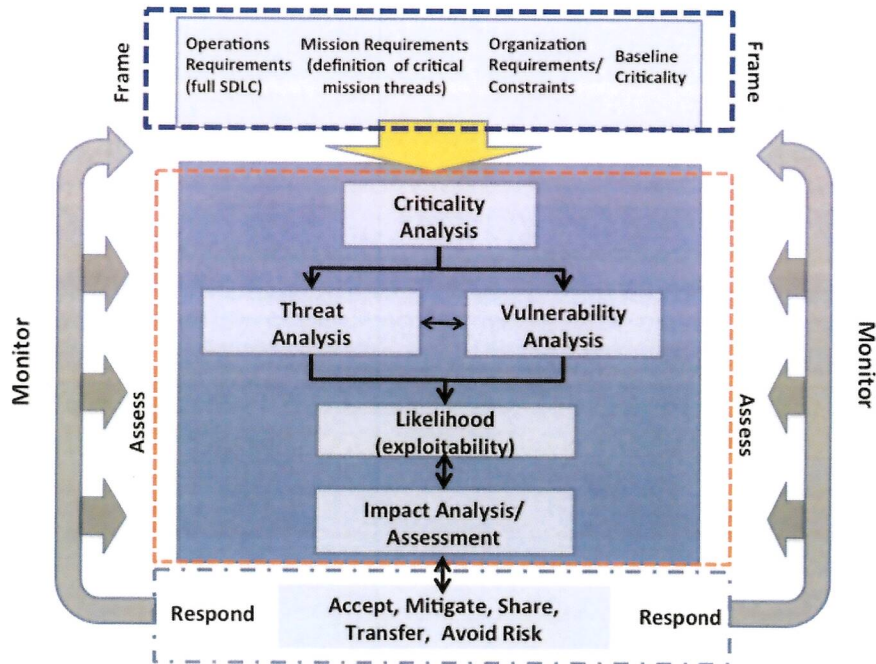 Frame
Operations
Requirements
(full SDLC)
Mission Requirements
(definition of critical
mission threads)
Organization
Requirements/
Constraints
Baseline
Criticality
Frame
Monitor
Assess
Criticality
Analysis
Threat
Analysis
Vulnerability
Analysis
Likelihood
(exploitability)
Impact Analysis/
Assessment
Assess
Monitor
Respond
Accept, Mitigate, Share,
Transfer, Avoid Risk
Respond